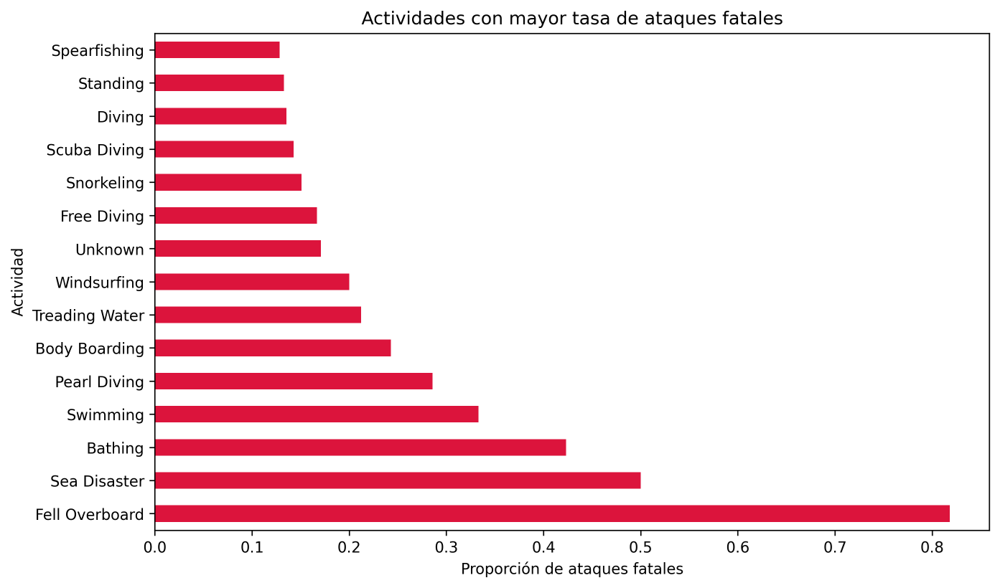 Actividades con mayor tasa de ataques fatales
Spearfishing
Standing
Diving
Scuba Diving
Snorkeling
Free Diving
Unknown
Windsurfing
Treading Water
Body Boarding
Pearl Diving
Swimming
Bathing
Sea Disaster
Fell Overboard
Actividad
0.0 0.1 0.2 0.3 0.4 0.5 0.6 0.7 0.8
Proporción de ataques fatales